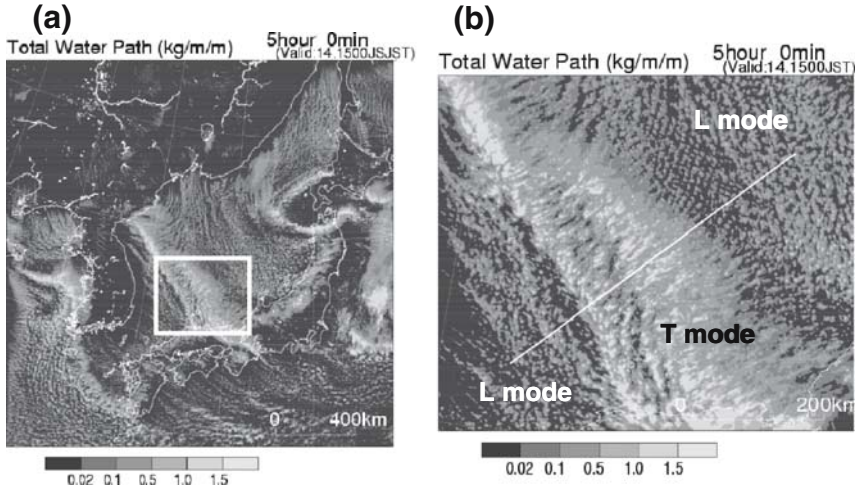 (a)
Total Water Path (kg/m/m)
5hour 0min
(Valid:14.1500JSJST)
0 400km
0.02 0.1 0.5 1.0 1.5
(b)
Total Water Path (kg/m/m)
5hour 0min
(Valid:14.1500JST)
L mode
T mode
L mode
0 200km
0.02 0.1 0.5 1.0 1.5